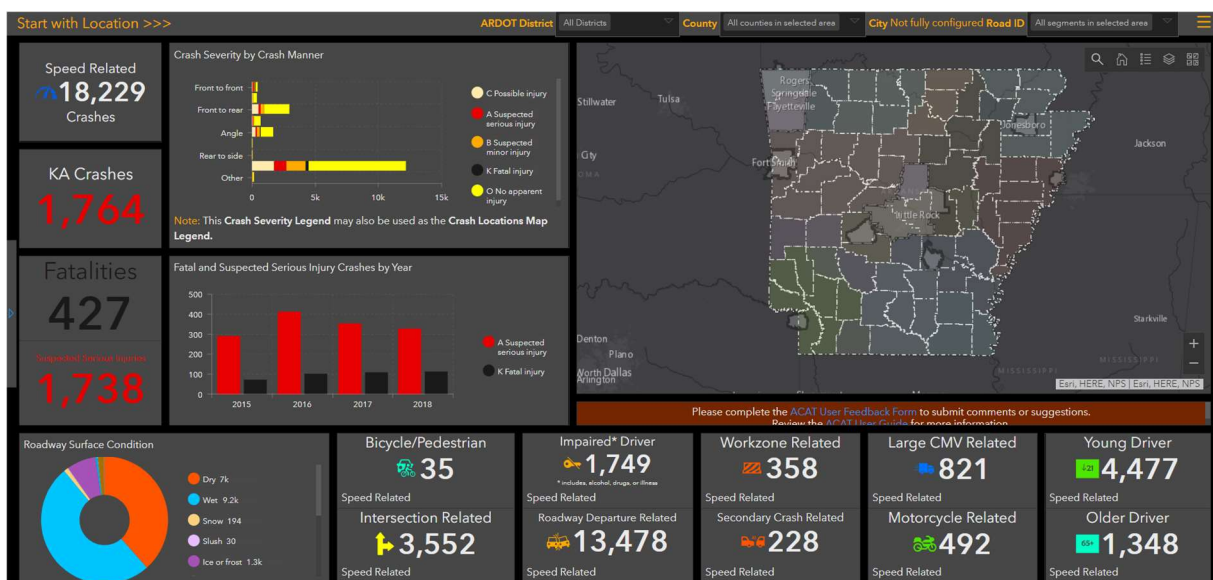 Start with Location >>>
ARDOT District All Districts County All counties in selected area City Not fully configured Road ID All segments in selected area
Speed Related
18,229
Crashes
KA Crashes
1,764
Fatalities
427
Suspected Serious Injuries
1,738
Crash Severity by Crash Manner
Front to front
Front to rear
Angle
Rear to side
Other
0 5k 10k 15k
C Possible injury
A Suspected
serious injury
B Suspected
minor injury
K Fatal injury
O No apparent
injury
Note: This Crash Severity Legend may also be used as the Crash Locations Map
Legend.
Fatal and Suspected Serious Injury Crashes by Year
500
400
300
200
100
0
2015 2016 2017 2018
A Suspected
serious injury
K Fatal injury
Rogers
Springdale
Fayetteville
Stillwater
Tulsa
Jonesboro
Jackson
City
Fort Smith
Little Rock
Starkville
Denton
Plano
Dallas
Arlington
MISSISSIPPI
MISSISSIPPI
+
−
Esri, HERE, NPS | Esri, HERE, NPS
Please complete the ACAT User Feedback Form to submit comments or suggestions.
Review the ACAT User Guide for more information
Roadway Surface Condition
Dry 7k
Wet 9.2k
Snow 194
Slush 30
Ice or frost 1.3k
Bicycle/Pedestrian
35
Speed Related
Impaired* Driver
1,749
* includes, alcohol, drugs, or illness
Speed Related
Workzone Related
358
Speed Related
Large CMV Related
821
Speed Related
Young Driver
↓21 4,477
Speed Related
Intersection Related
3,552
Speed Related
Roadway Departure Related
13,478
Speed Related
Secondary Crash Related
228
Speed Related
Motorcycle Related
492
Speed Related
Older Driver
65+ 1,348
Speed Related